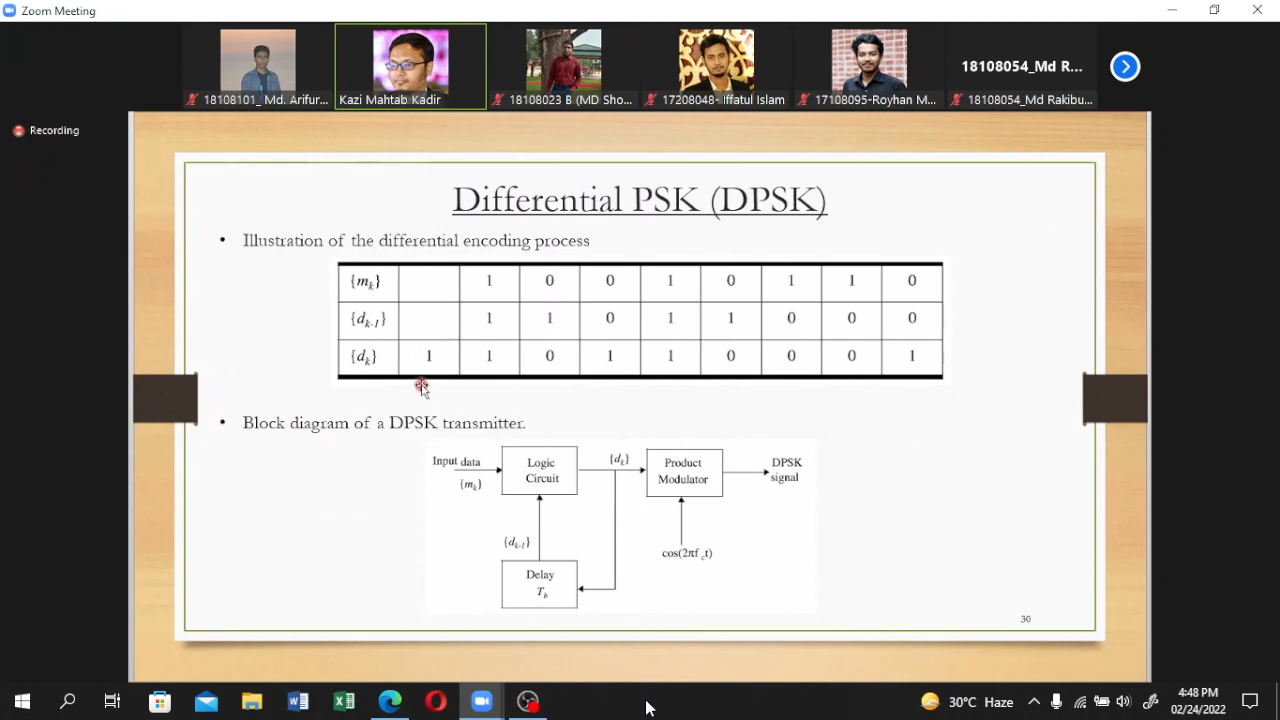 Zoom Meeting
18108101_ Md. Arifur...
Kazi Mahtab Kadir
18108023 B (MD Sho...
17208048- Iffatul Islam
17108095-Royhan M...
18108054_Md R...
18108054_Md Rakibu...
Recording
Differential PSK (DPSK)
• Illustration of the differential encoding process
{mk} 1 0 0 1 0 1 1 0
{dk-1} 1 1 0 1 1 0 0 0
{dk} 1 1 0 1 1 0 0 0 1
• Block diagram of a DPSK transmitter.
Input data
{mk}
Logic
Circuit
{dk}
Product
Modulator
DPSK
signal
{dk-1}
cos(2πfct)
Delay
Tb
30
30°C Haze
4:48 PM
02/24/2022